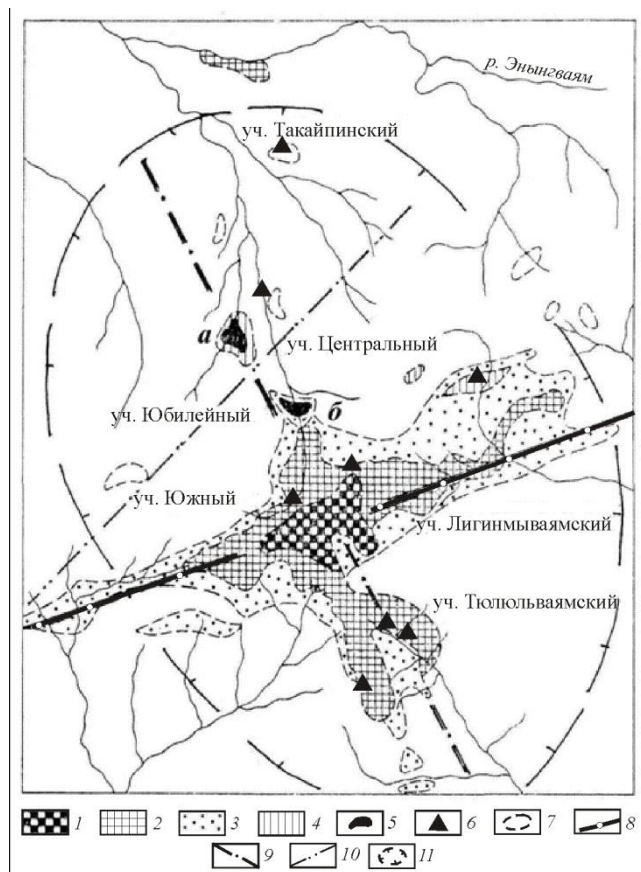 р. Энынгваям
уч. Такайпинский
а
уч. Центральный
уч. Юбилейный
б
уч. Южный
уч. Лигинмываямский
уч. Тюлюльваямский
1 2 3 4 5 6 7 8
9 10 11